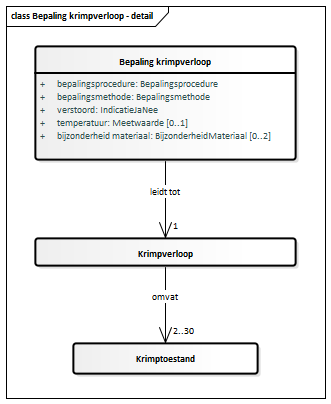 class Bepaling krimpverloop - detail
Bepaling krimpverloop
+ bepalingsprocedure: Bepalingsprocedure
+ bepalingsmethode: Bepalingsmethode
+ verstoord: IndicatieJaNee
+ temperatuur: Meetwaarde [0..1]
+ bijzonderheid materiaal: BijzonderheidMateriaal [0..2]
leidt tot
1
Krimpverloop
omvat
2..30
Krimptoestand